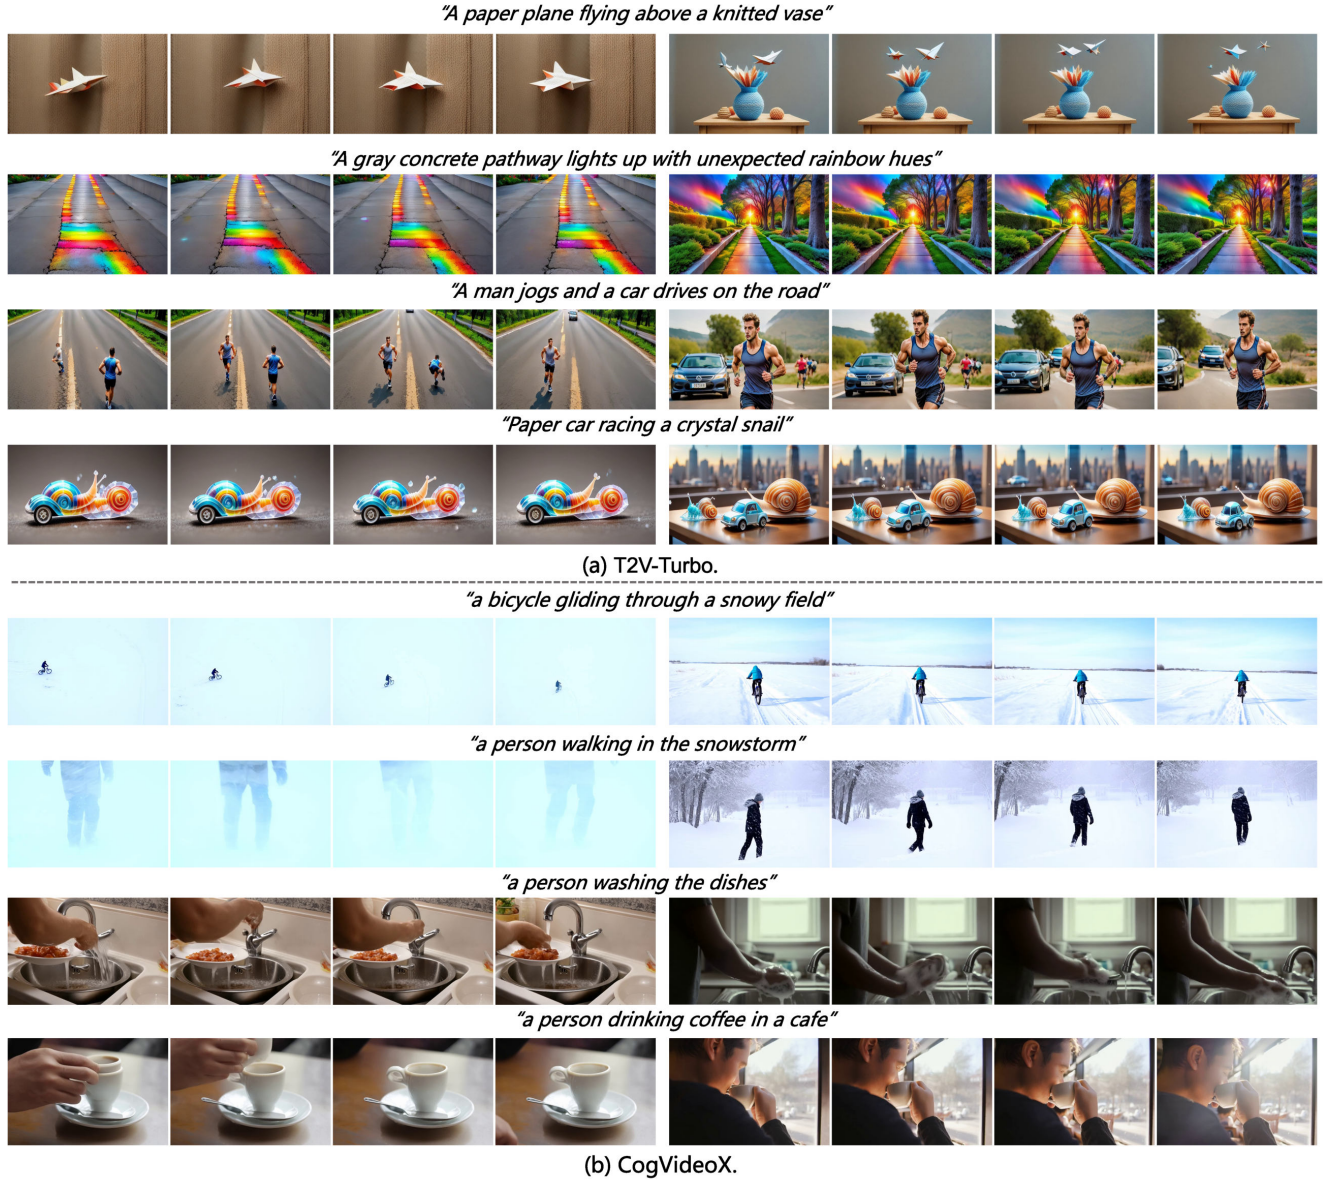 “A paper plane flying above a knitted vase”
“A gray concrete pathway lights up with unexpected rainbow hues”
“A man jogs and a car drives on the road”
“Paper car racing a crystal snail”
(a) T2V-Turbo.
“a bicycle gliding through a snowy field”
“a person walking in the snowstorm”
“a person washing the dishes”
“a person drinking coffee in a cafe”
(b) CogVideoX.